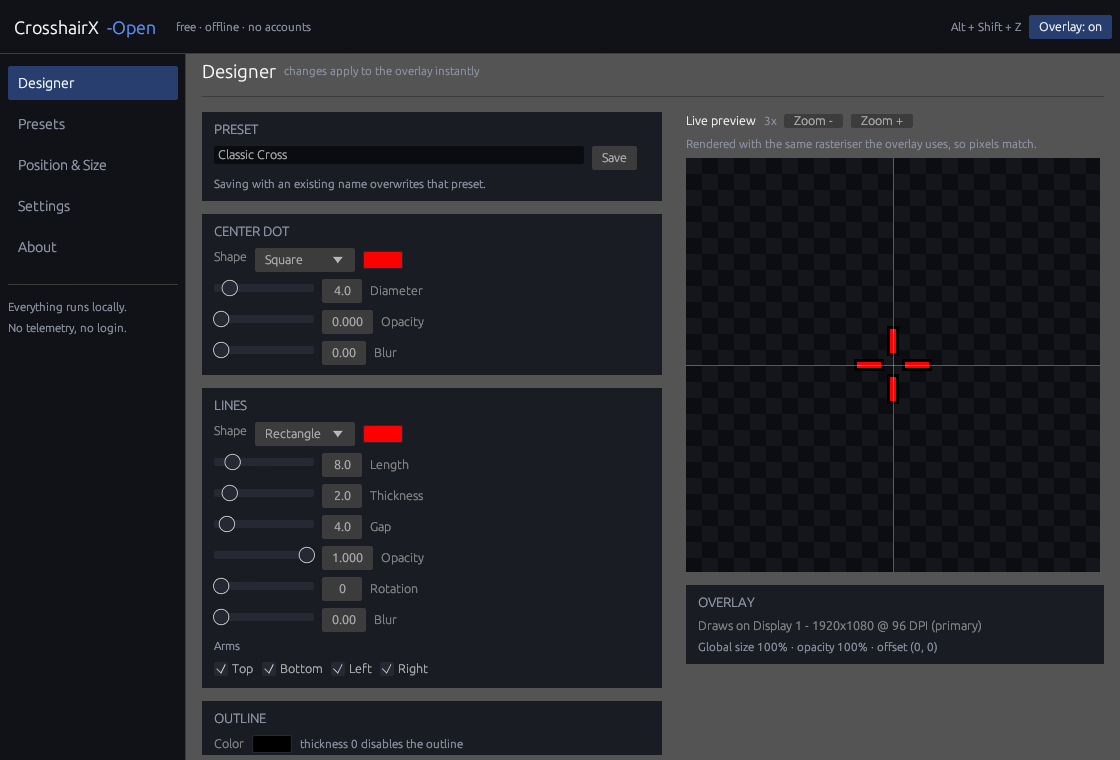 CrosshairX -Open free · offline · no accounts Alt + Shift + Z Overlay: on
Designer
Presets
Position & Size
Settings
About
Everything runs locally.
No telemetry, no login.
Designer changes apply to the overlay instantly
PRESET
Classic Cross Save
Saving with an existing name overwrites that preset.
CENTER DOT
Shape Square
4.0 Diameter
0.000 Opacity
0.00 Blur
LINES
Shape Rectangle
8.0 Length
2.0 Thickness
4.0 Gap
1.000 Opacity
0 Rotation
0.00 Blur
Arms
Top Bottom Left Right
OUTLINE
Color thickness 0 disables the outline
Live preview 3x Zoom - Zoom +
Rendered with the same rasteriser the overlay uses, so pixels match.
OVERLAY
Draws on Display 1 - 1920x1080 @ 96 DPI (primary)
Global size 100% · opacity 100% · offset (0, 0)